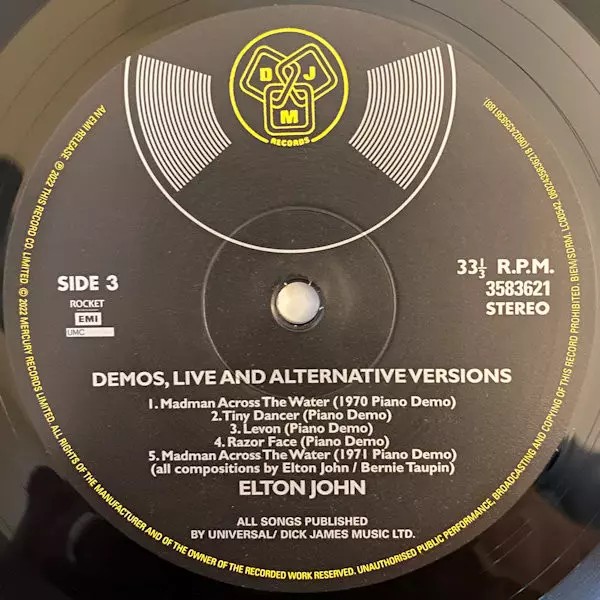 D J
M
RECORDS
SIDE 3
ROCKET
EMI
UMC
33⅓ R.P.M.
3583621
STEREO
DEMOS, LIVE AND ALTERNATIVE VERSIONS
1. Madman Across The Water (1970 Piano Demo)
2. Tiny Dancer (Piano Demo)
3. Levon (Piano Demo)
4. Razor Face (Piano Demo)
5. Madman Across The Water (1971 Piano Demo)
(all compositions by Elton John / Bernie Taupin)
ELTON JOHN
ALL SONGS PUBLISHED
BY UNIVERSAL/ DICK JAMES MUSIC LTD.
AN EMI RELEASE ℗ 2022 THIS RECORD CO. LIMITED © 2022 MERCURY RECORDS LIMITED. ALL RIGHTS OF THE MANUFACTURER AND OF THE OWNER OF THE RECORDED WORK RESERVED. UNAUTHORISED PUBLIC PERFORMANCE, BROADCASTING AND COPYING OF THIS RECORD PROHIBITED. BIEM/SDRM. LC00542